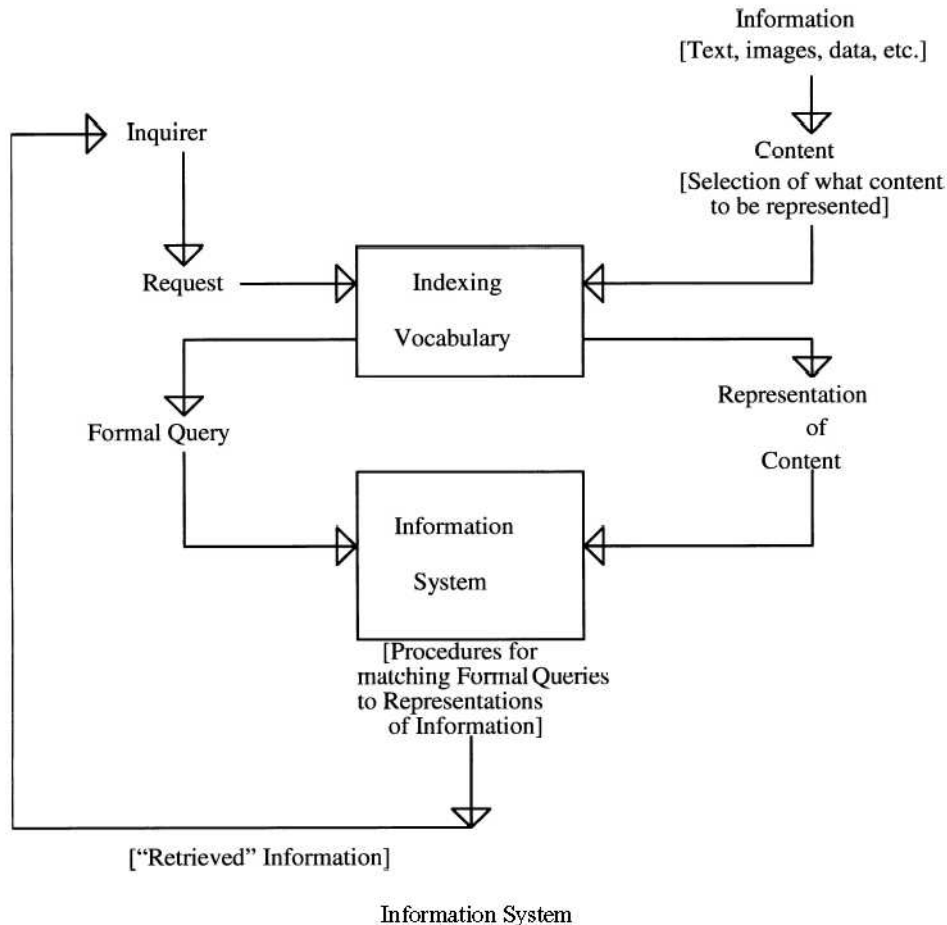 Information
[Text, images, data, etc.]
Inquirer
Content
[Selection of what content
to be represented]
Request
Indexing
Vocabulary
Representation
of
Content
Formal Query
Information
System
[Procedures for
matching Formal Queries
to Representations
of Information]
[“Retrieved” Information]
Information System